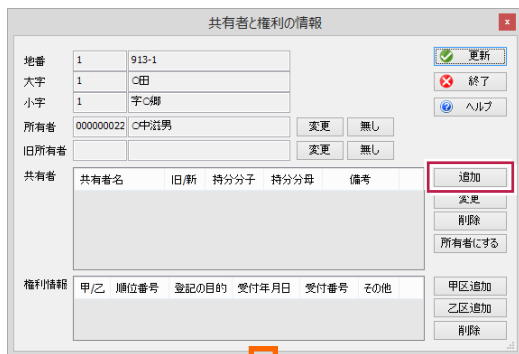 共有者と権利の情報
x
地番 1 913-1 更新
大字 1 ○田 終了
小字 1 字○郷 ヘルプ
所有者 000000022 ○中滋男 変更 無し
旧所有者 変更 無し
共有者 共有者名 旧/新 持分分子 持分分母 備考 追加
変更
削除
所有者にする
権利情報 甲/乙 順位番号 登記の目的 受付年月日 受付番号 その他 甲区追加
乙区追加
削除